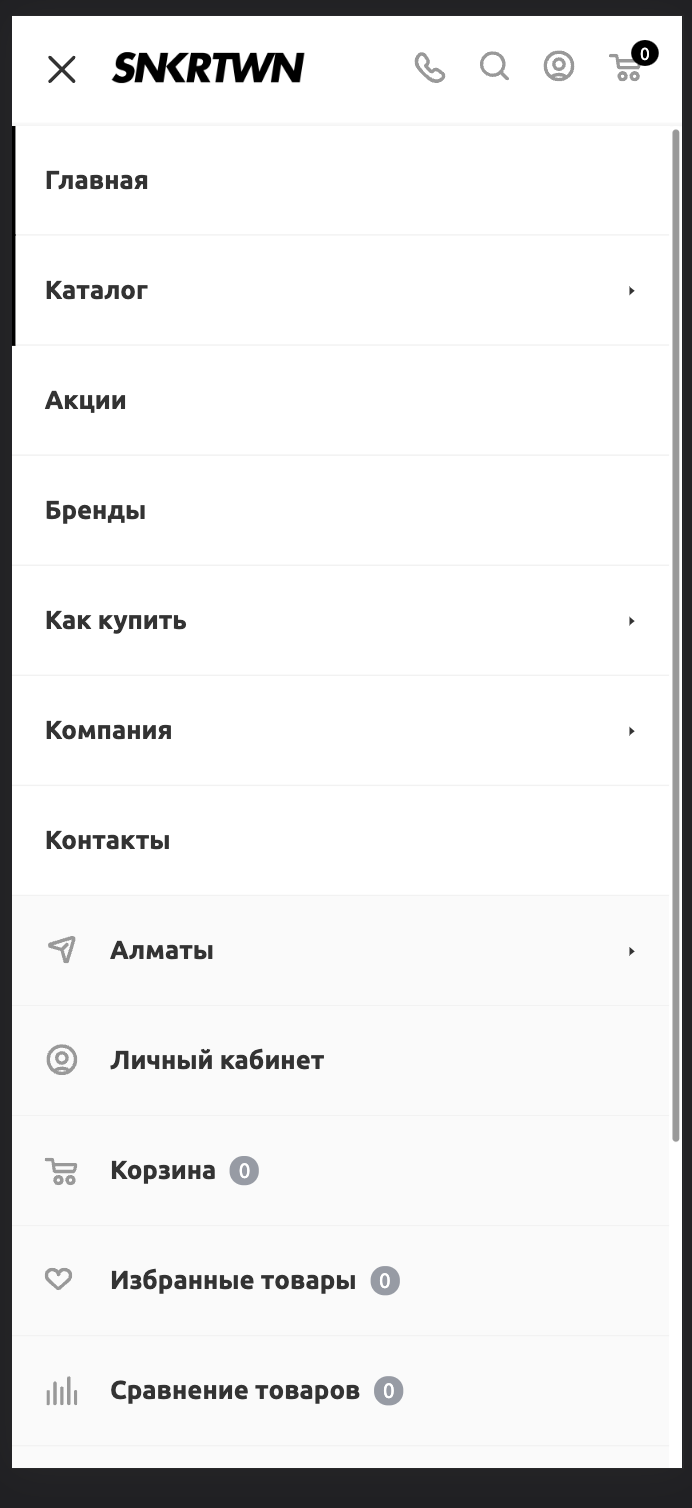 SNKRTWN
0
Главная
Каталог
Акции
Бренды
Как купить
Компания
Контакты
Алматы
Личный кабинет
Корзина 0
Избранные товары 0
Сравнение товаров 0